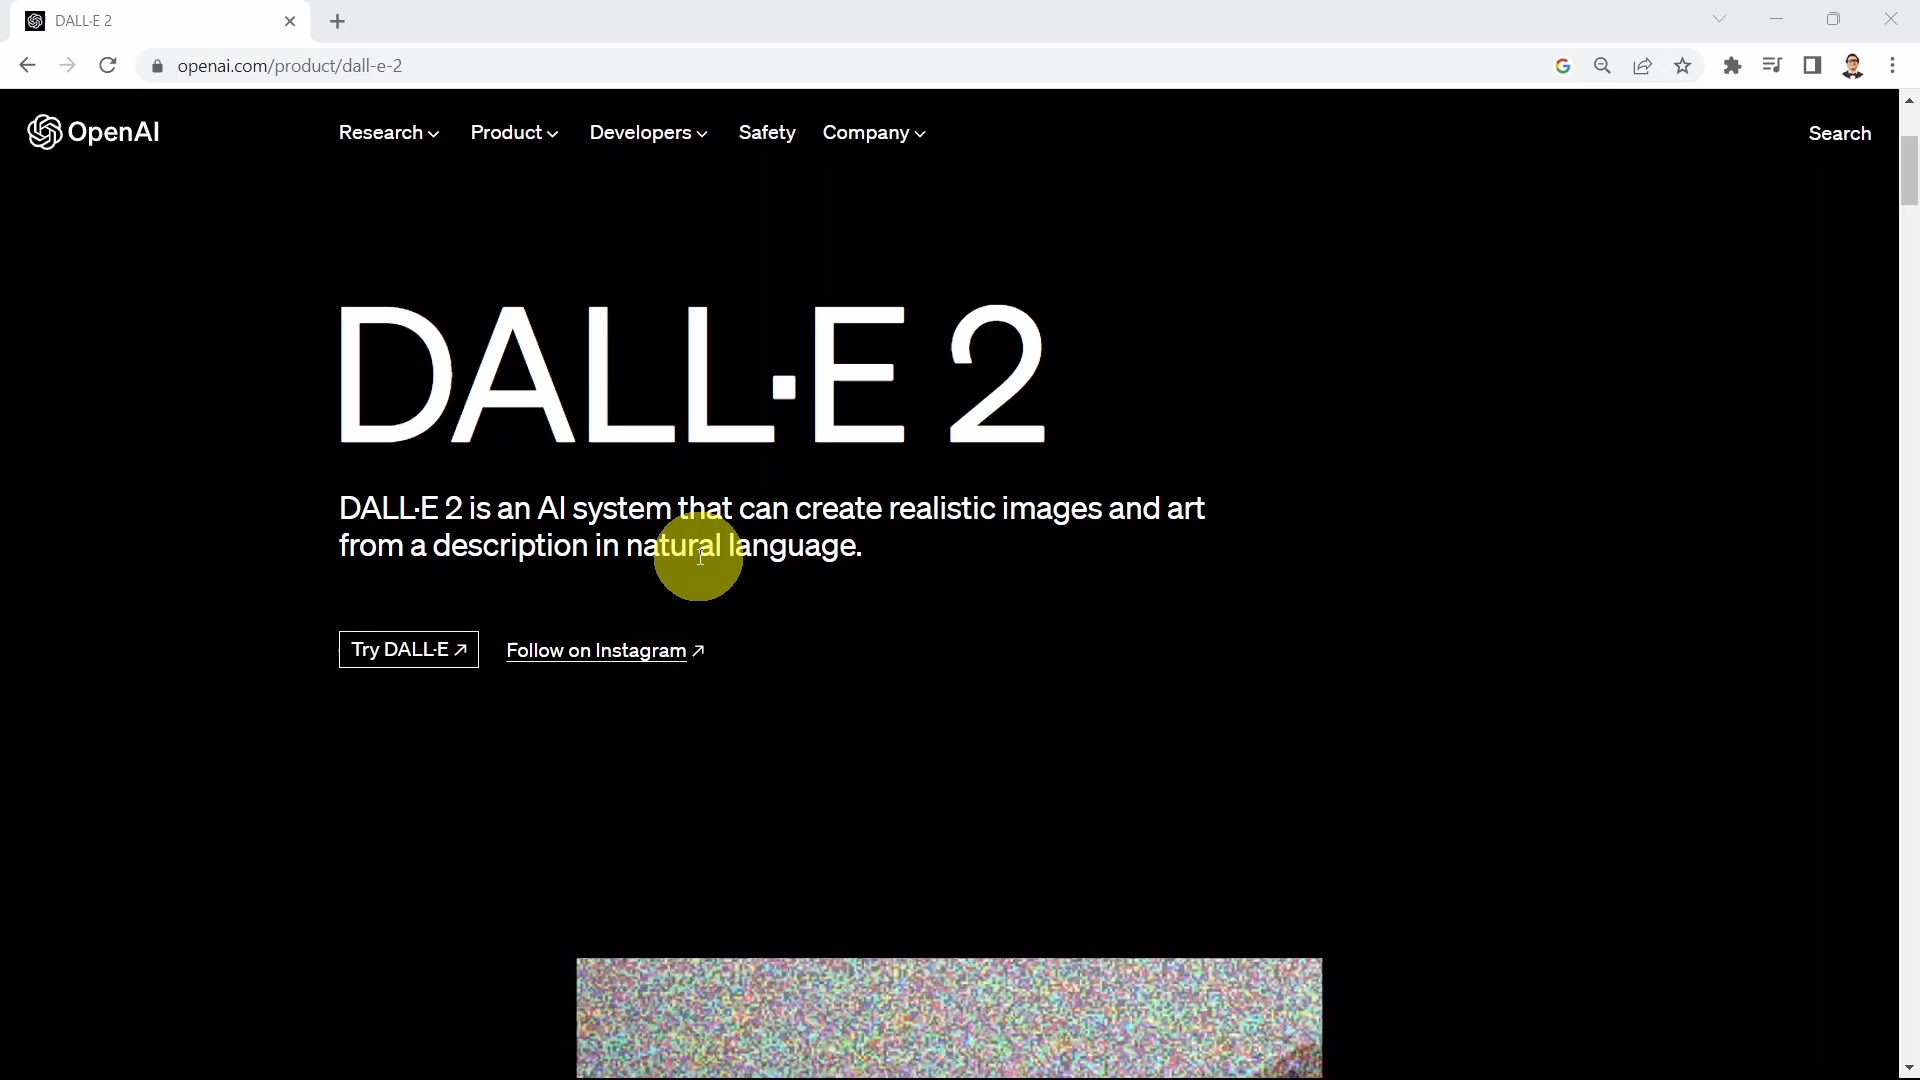 DALL·E 2
openai.com/product/dall-e-2
OpenAI
Research
Product
Developers
Safety
Company
Search
DALL·E 2
DALL·E 2 is an AI system that can create realistic images and art
from a description in natural language.
Try DALL·E ↗
Follow on Instagram ↗